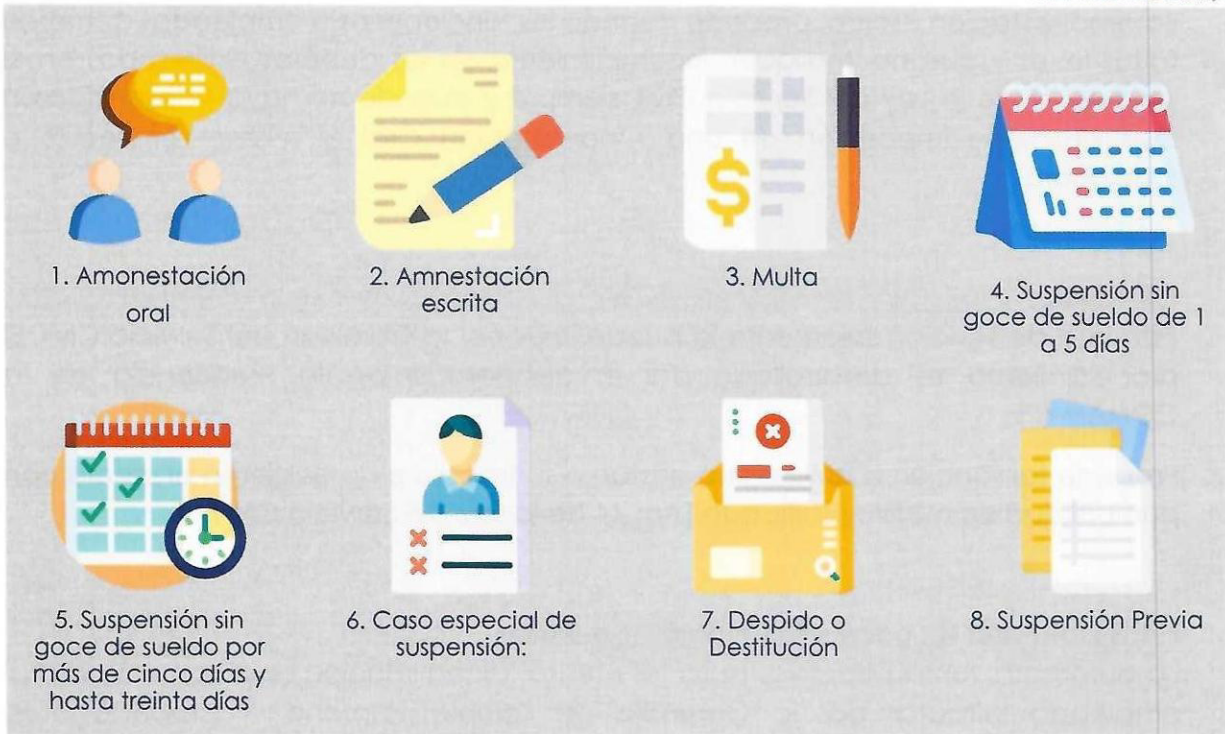 1. Amonestación
oral
2. Amnestación
escrita
3. Multa
4. Suspensión sin
goce de sueldo de 1
a 5 días
5. Suspensión sin
goce de sueldo por
más de cinco días y
hasta treinta días
6. Caso especial de
suspensión:
7. Despido o
Destitución
8. Suspensión Previa